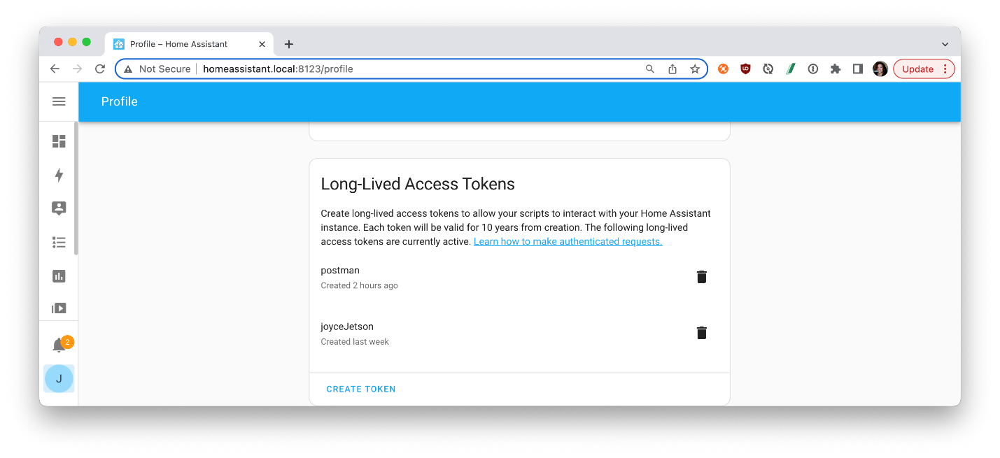 Profile – Home Assistant
Not Secure homeassistant.local:8123/profile
Update
Profile
Long-Lived Access Tokens
Create long-lived access tokens to allow your scripts to interact with your Home Assistant
instance. Each token will be valid for 10 years from creation. The following long-lived
access tokens are currently active. Learn how to make authenticated requests.
postman
Created 2 hours ago
joyceJetson
Created last week
2
J
CREATE TOKEN